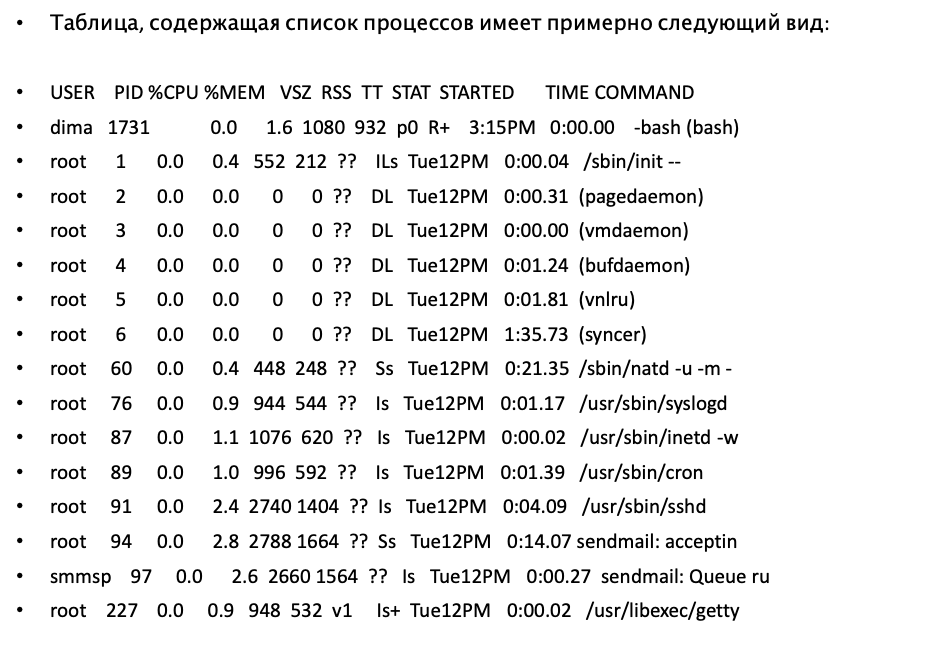 • Таблица, содержащая список процессов имеет примерно следующий вид:
• USER PID %CPU %MEM VSZ RSS TT STAT STARTED TIME COMMAND
• dima 1731 0.0 1.6 1080 932 p0 R+ 3:15PM 0:00.00 -bash (bash)
• root 1 0.0 0.4 552 212 ?? ILs Tue12PM 0:00.04 /sbin/init --
• root 2 0.0 0.0 0 0 ?? DL Tue12PM 0:00.31 (pagedaemon)
• root 3 0.0 0.0 0 0 ?? DL Tue12PM 0:00.00 (vmdaemon)
• root 4 0.0 0.0 0 0 ?? DL Tue12PM 0:01.24 (bufdaemon)
• root 5 0.0 0.0 0 0 ?? DL Tue12PM 0:01.81 (vnlru)
• root 6 0.0 0.0 0 0 ?? DL Tue12PM 1:35.73 (syncer)
• root 60 0.0 0.4 448 248 ?? Ss Tue12PM 0:21.35 /sbin/natd -u -m -
• root 76 0.0 0.9 944 544 ?? Is Tue12PM 0:01.17 /usr/sbin/syslogd
• root 87 0.0 1.1 1076 620 ?? Is Tue12PM 0:00.02 /usr/sbin/inetd -w
• root 89 0.0 1.0 996 592 ?? Is Tue12PM 0:01.39 /usr/sbin/cron
• root 91 0.0 2.4 2740 1404 ?? Is Tue12PM 0:04.09 /usr/sbin/sshd
• root 94 0.0 2.8 2788 1664 ?? Ss Tue12PM 0:14.07 sendmail: acceptin
• smmsp 97 0.0 2.6 2660 1564 ?? Is Tue12PM 0:00.27 sendmail: Queue ru
• root 227 0.0 0.9 948 532 v1 Is+ Tue12PM 0:00.02 /usr/libexec/getty